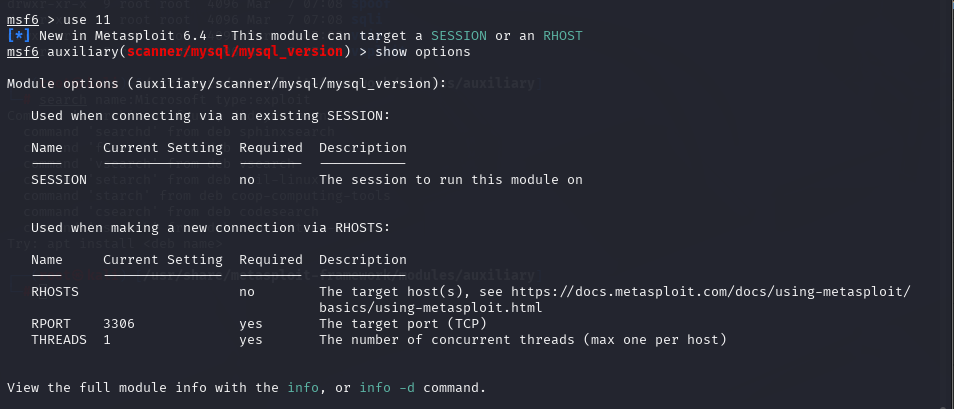 msf6 > use 11
[*] New in Metasploit 6.4 - This module can target a SESSION or an RHOST
msf6 auxiliary(scanner/mysql/mysql_version) > show options
Module options (auxiliary/scanner/mysql/mysql_version):
Used when connecting via an existing SESSION:
Name Current Setting Required Description
SESSION no The session to run this module on
Used when making a new connection via RHOSTS:
Name Current Setting Required Description
RHOSTS no The target host(s), see https://docs.metasploit.com/docs/using-metasploit/
basics/using-metasploit.html
RPORT 3306 yes The target port (TCP)
THREADS 1 yes The number of concurrent threads (max one per host)
View the full module info with the info, or info -d command.